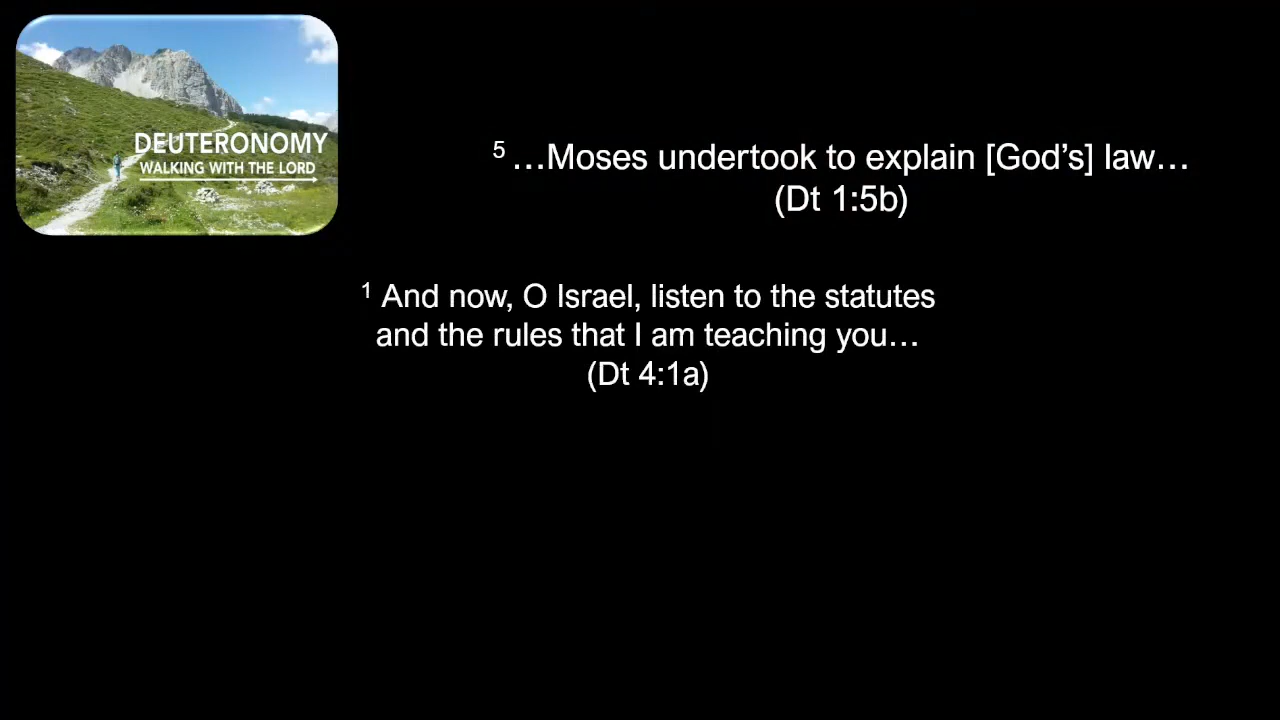 DEUTERONOMY
WALKING WITH THE LORD
5 …Moses undertook to explain [God’s] law…
(Dt 1:5b)
1 And now, O Israel, listen to the statutes
and the rules that I am teaching you…
(Dt 4:1a)